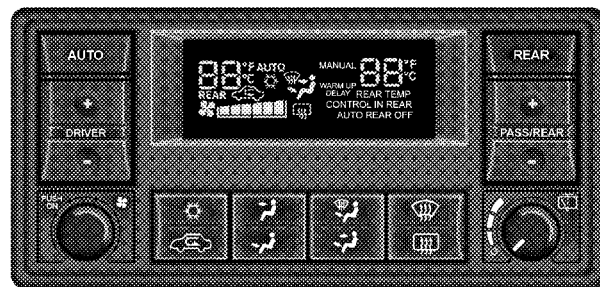 AUTO
+
DRIVER
-
PUSH
ON
88°F
°C
AUTO
REAR
MANUAL
88°F
°C
WARM UP
DELAY
REAR TEMP
CONTROL IN REAR
AUTO REAR OFF
REAR
+
PASS/REAR
-